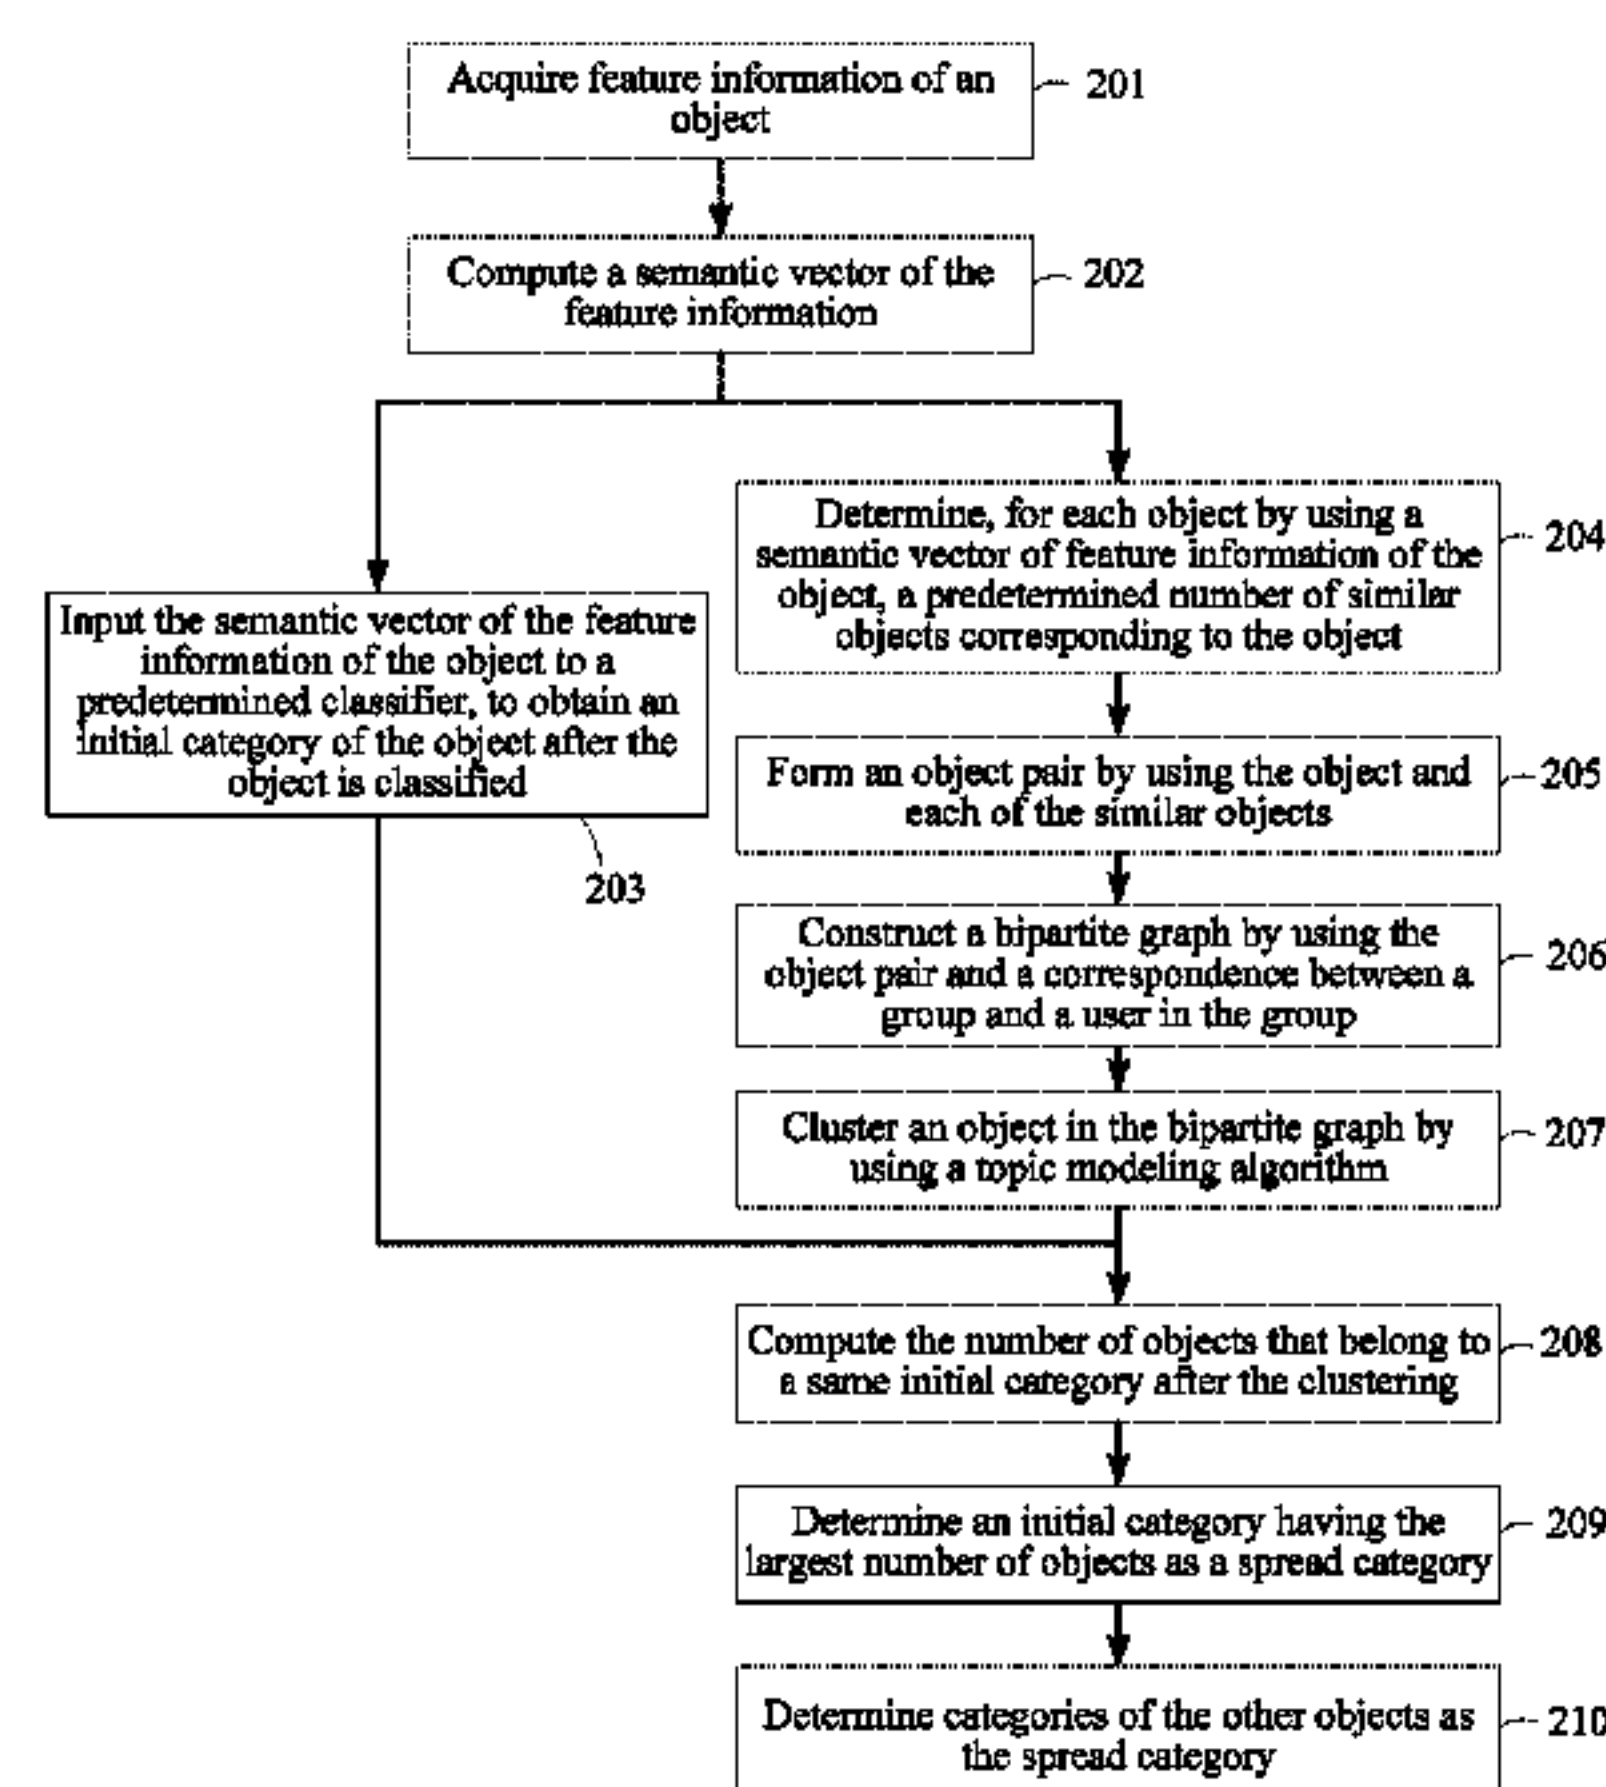 Acquire feature information of an
object
201
Compute a semantic vector of the
feature information
202
Input the semantic vector of the feature
information of the object to a
predetermined classifier, to obtain an
initial category of the object after the
object is classified
203
Determine, for each object by using a
semantic vector of feature information of the
object, a predetermined number of similar
objects corresponding to the object
204
Form an object pair by using the object and
each of the similar objects
205
Construct a bipartite graph by using the
object pair and a correspondence between a
group and a user in the group
206
Cluster an object in the bipartite graph by
using a topic modeling algorithm
207
Compute the number of objects that belong to
a same initial category after the clustering
208
Determine an initial category having the
largest number of objects as a spread category
209
Determine categories of the other objects as
the spread category
210